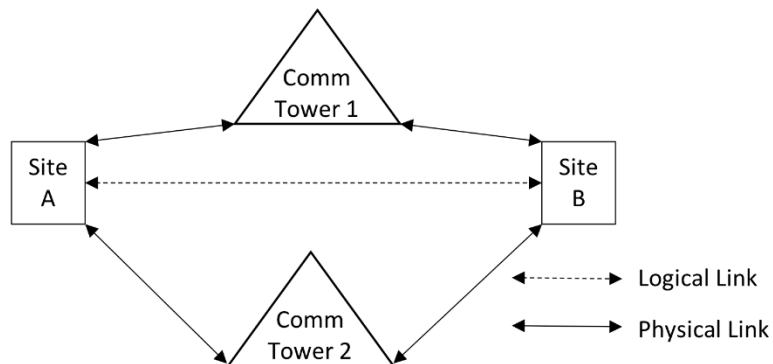 Comm
Tower 1
Site
A
Site
B
Comm
Tower 2
Logical Link
Physical Link